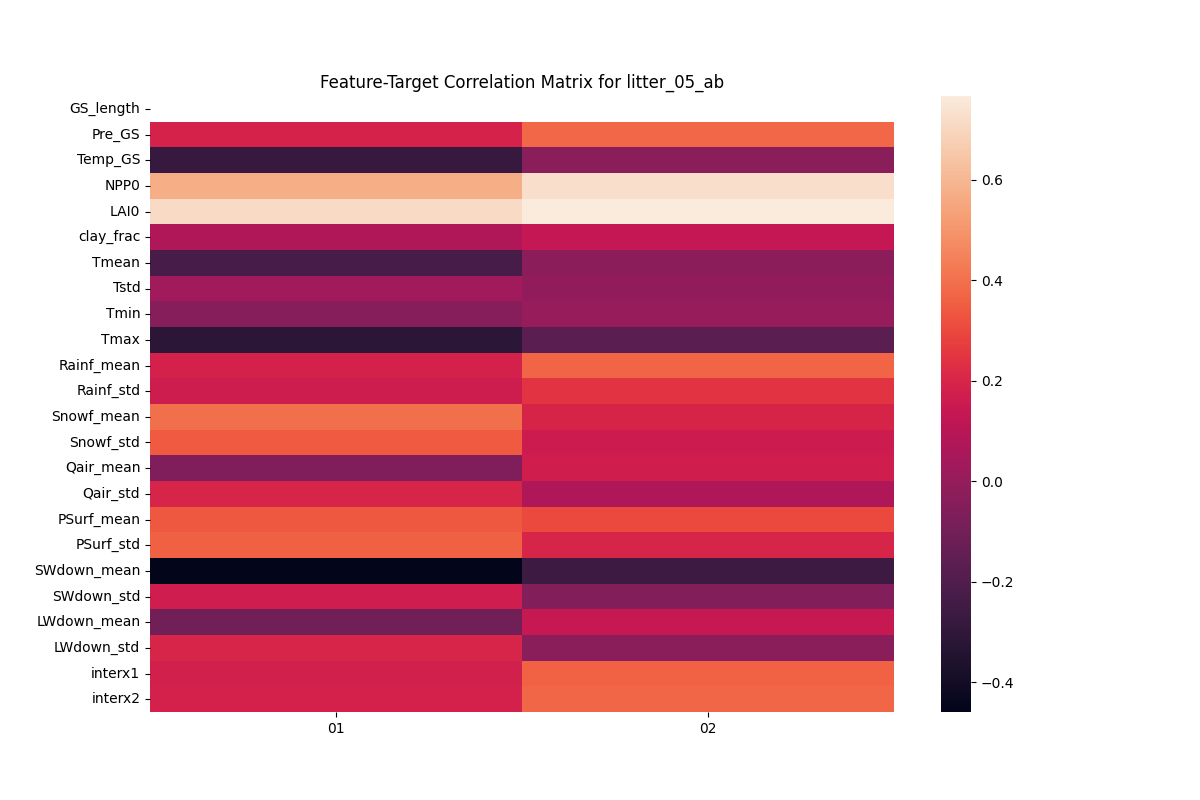 Feature-Target Correlation Matrix for litter_05_ab
GS_length
Pre_GS
Temp_GS
NPP0
LAI0
clay_frac
Tmean
Tstd
Tmin
Tmax
Rainf_mean
Rainf_std
Snowf_mean
Snowf_std
Qair_mean
Qair_std
PSurf_mean
PSurf_std
SWdown_mean
SWdown_std
LWdown_mean
LWdown_std
interx1
interx2
01
02
0.6
0.4
0.2
0.0
−0.2
−0.4